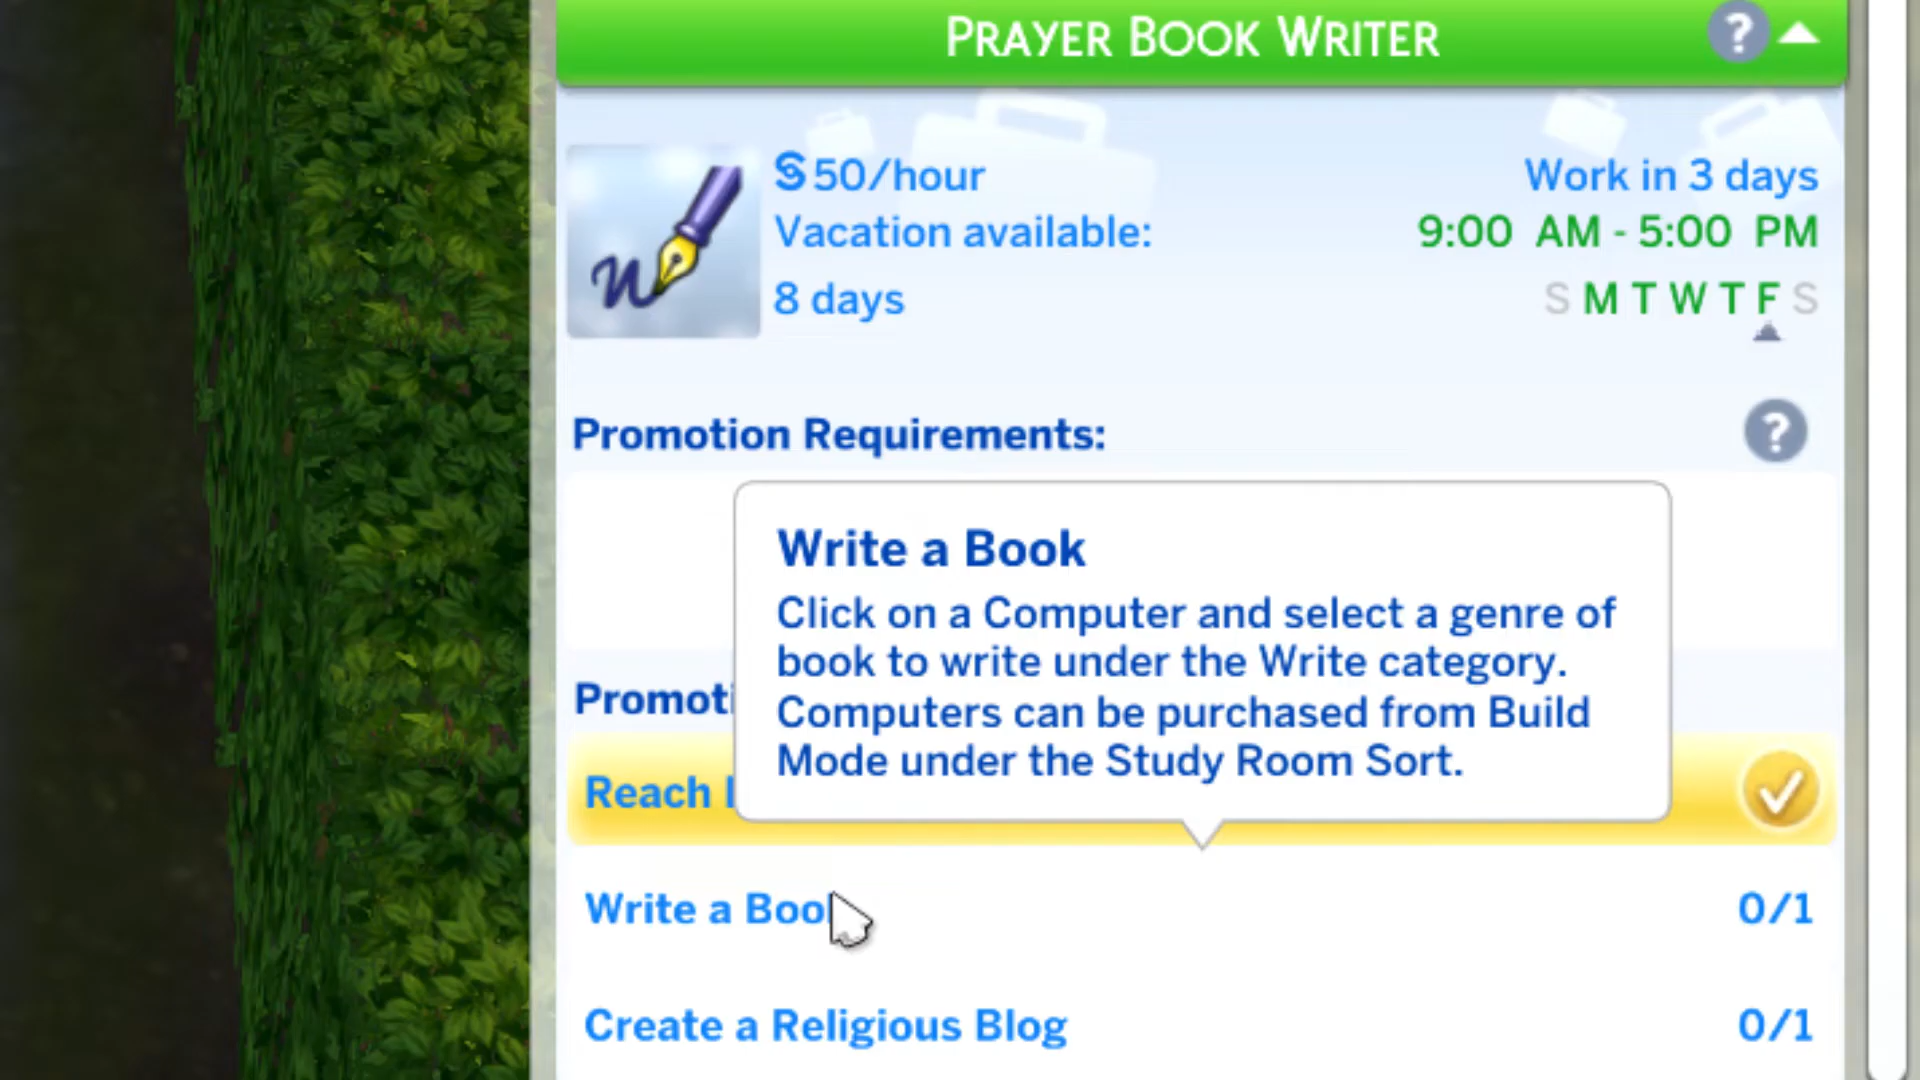 PRAYER BOOK WRITER ?
§50/hour Work in 3 days
Vacation available: 9:00 AM - 5:00 PM
8 days S M T W T F S
Promotion Requirements: ?
Write a Book
Click on a Computer and select a genre of
book to write under the Write category.
Computers can be purchased from Build
Mode under the Study Room Sort.
Reach
Write a Boo 0/1
Create a Religious Blog 0/1